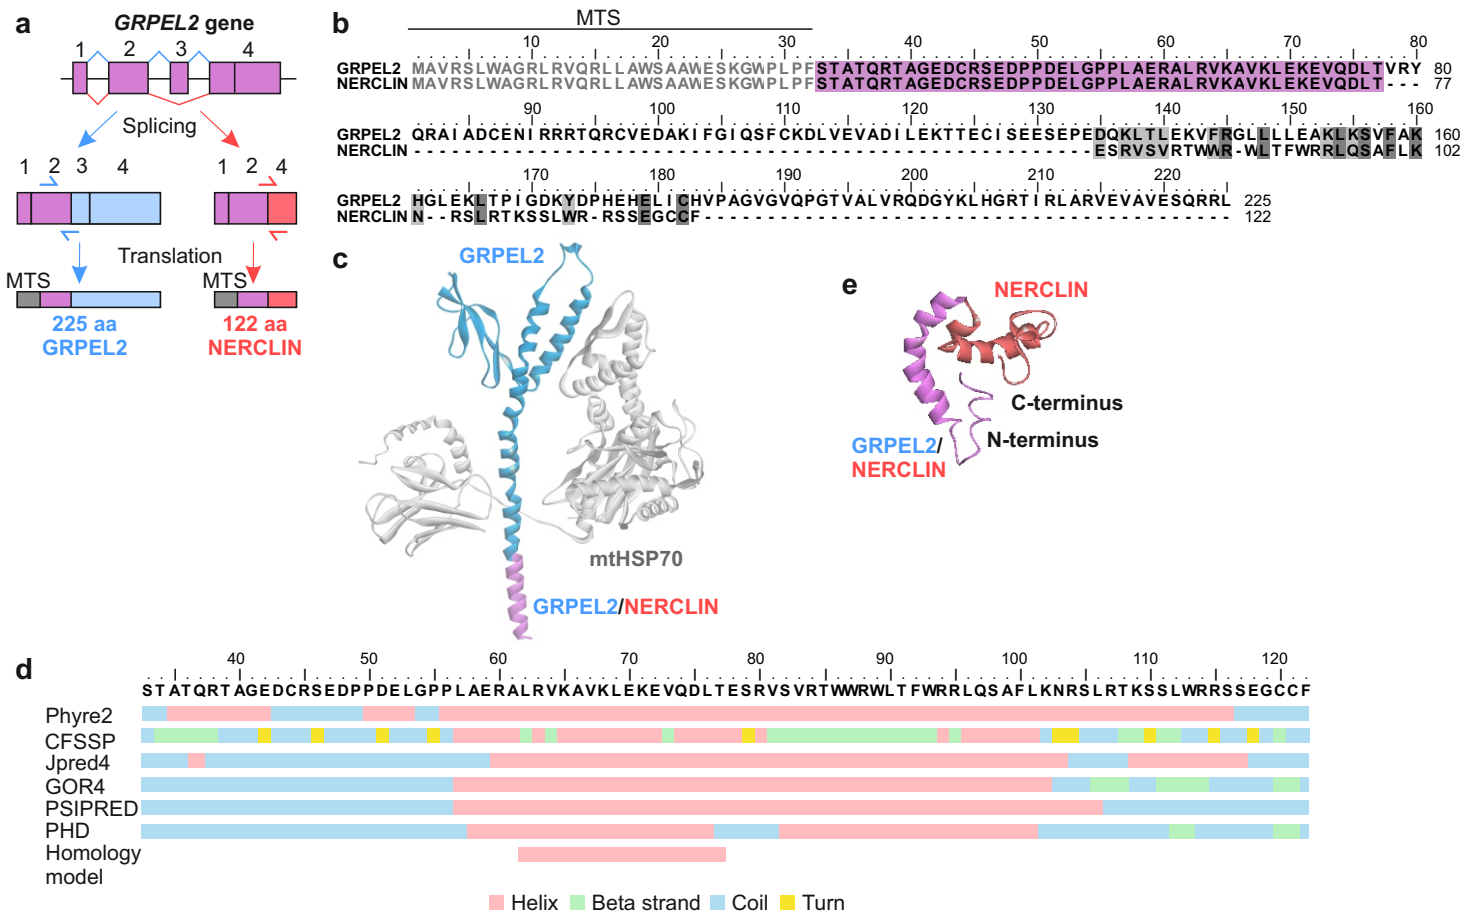 a
GRPEL2 gene
1 2 3 4
Splicing
1 2 3 4
1 2 4
Translation
MTS
MTS
225 aa
GRPEL2
122 aa
NERCLIN
b
MTS
10 20 30 40 50 60 70 80
GRPEL2 MAVRSLWAGRLRVQRLLAWSAAWESKGWPLPFSTATQRTAGEDCRSEDPPDELGPPLAERALRVKAVKLEKEVQDLTVRY 80
NERCLIN MAVRSLWAGRLRVQRLLAWSAAWESKGWPLPFSTATQRTAGEDCRSEDPPDELGPPLAERALRVKAVKLEKEVQDLT--- 77
90 100 110 120 130 140 150 160
GRPEL2 QRAIADCENIRRRTQRCVEDAKIFGIQSFCKDLVEVADILEKTTECISEESEPEDQKLTLEKVFRGLLLLEAKLKSVFAK 160
NERCLIN ------------------------------------------------------ESRVSVRTWWR-WLTFWRRLQSAFLK 102
170 180 190 200 210 220
GRPEL2 HGLEKLTPIGDKYDPHEHELICHVPAGVGVQPGTVALVRQDGYKLHGRTIRLARVEVAVESQRRL 225
NERCLIN N--RSLRTKSSLWR-RSSEGCCF------------------------------------------ 122
c
GRPEL2
mtHSP70
GRPEL2/NERCLIN
e
NERCLIN
C-terminus
N-terminus
GRPEL2/
NERCLIN
d
40 50 60 70 80 90 100 110 120
STATQRTAGEDCRSEDPPDELGPPLAERALRVKAVKLEKEVQDLTESRVSVRTWWRWLTFWRRLQSAFLKNRSLRTKSSLWRRSSEGCCF
Phyre2
CFSSP
Jpred4
GOR4
PSIPRED
PHD
Homology
model
Helix Beta strand Coil Turn